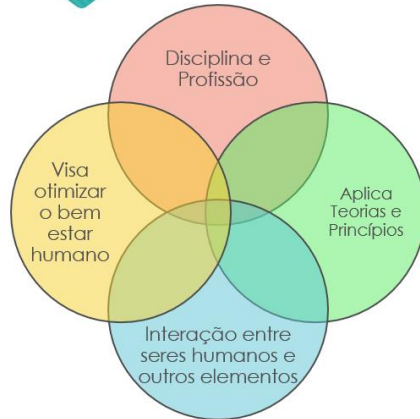 Disciplina e
Profissão
Visa
otimizar
o bem
estar
humano
Aplica
Teorias e
Princípios
Interação entre
seres humanos e
outros elementos